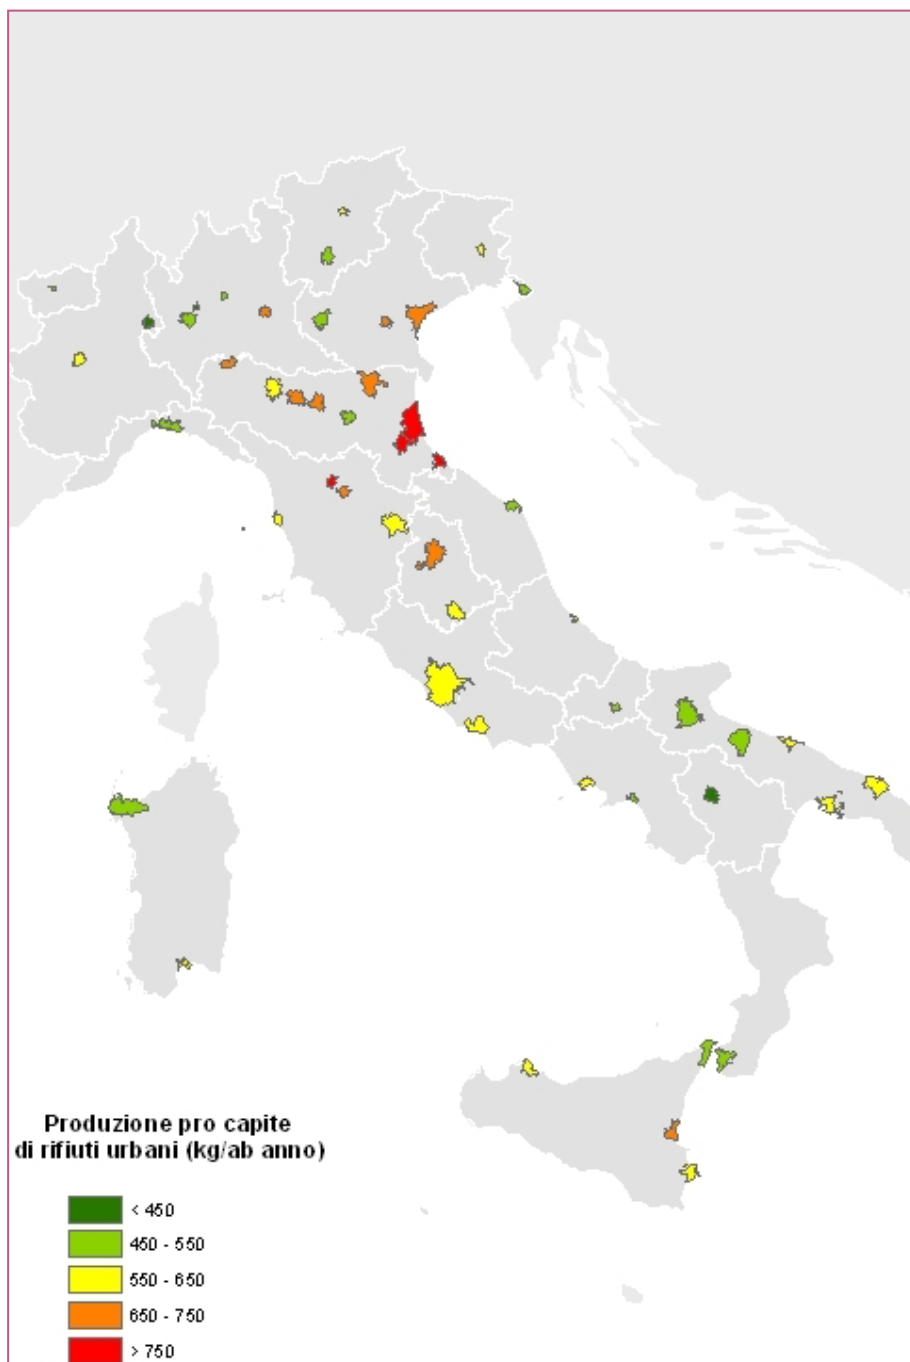 Produzione pro capite
di rifiuti urbani (kg/ab anno)
< 450
450 - 550
550 - 650
650 - 750
> 750